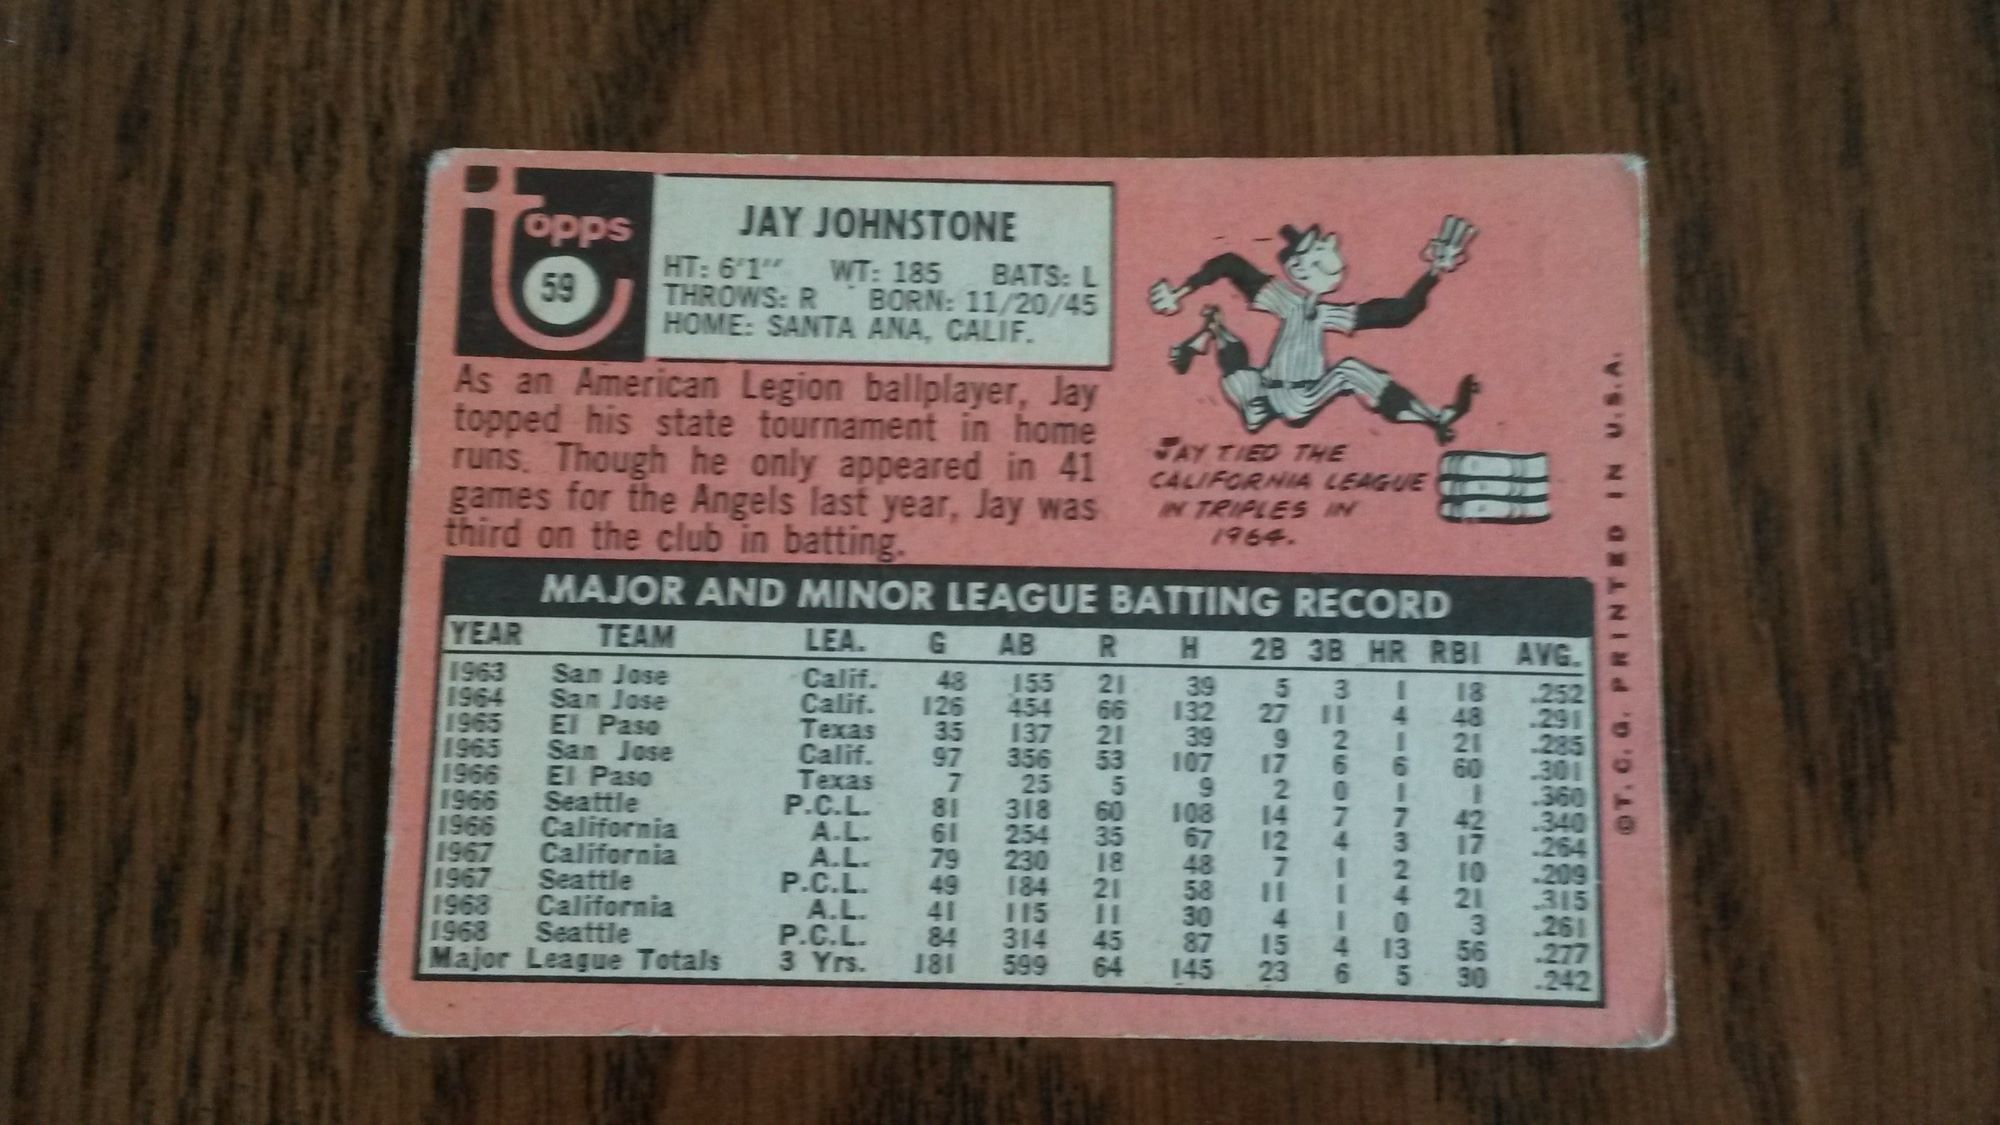 topps
59
JAY JOHNSTONE
HT: 6'1" WT: 185 BATS: L
THROWS: R BORN: 11/20/45
HOME: SANTA ANA, CALIF.
As an American Legion ballplayer, Jay
topped his state tournament in home
runs. Though he only appeared in 41
games for the Angels last year, Jay was
third on the club in batting.
JAY TIED THE
CALIFORNIA LEAGUE
IN TRIPLES IN
1964.
MAJOR AND MINOR LEAGUE BATTING RECORD
YEAR TEAM LEA. G AB R H 2B 3B HR RBI AVG.
1963 San Jose Calif. 48 155 21 39 5 3 1 18 .252
1964 San Jose Calif. 126 454 66 132 27 11 4 48 .291
1965 El Paso Texas 35 137 21 39 9 2 1 21 .285
1965 San Jose Calif. 97 356 53 107 17 6 6 60 .301
1966 El Paso Texas 7 25 5 9 2 0 1 1 .360
1966 Seattle P.C.L. 81 318 60 108 14 7 7 42 .340
1966 California A.L. 61 254 35 67 12 4 3 17 .264
1967 California A.L. 79 230 18 48 7 1 2 10 .209
1967 Seattle P.C.L. 49 184 21 58 11 1 4 21 .315
1968 California A.L. 41 115 11 30 4 1 0 3 .261
1968 Seattle P.C.L. 84 314 45 87 15 4 13 56 .277
Major League Totals 3 Yrs. 181 599 64 145 23 6 5 30 .242
©T.C.G. PRINTED IN U.S.A.